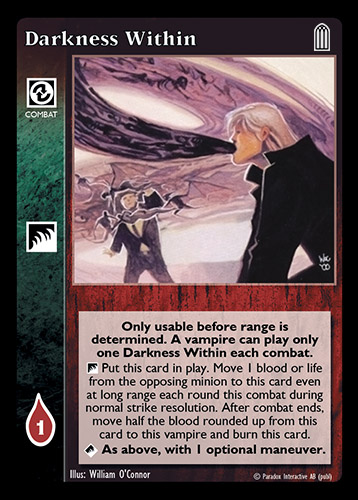 Darkness Within
COMBAT
Only usable before range is
determined. A vampire can play only
one Darkness Within each combat.
Put this card in play. Move 1 blood or life
from the opposing minion to this card even
at long range each round this combat during
normal strike resolution. After combat ends,
move half the blood rounded up from this
card to this vampire and burn this card.
As above, with 1 optional maneuver.
1
Illus: William O'Connor
© Paradox Interactive AB (publ)